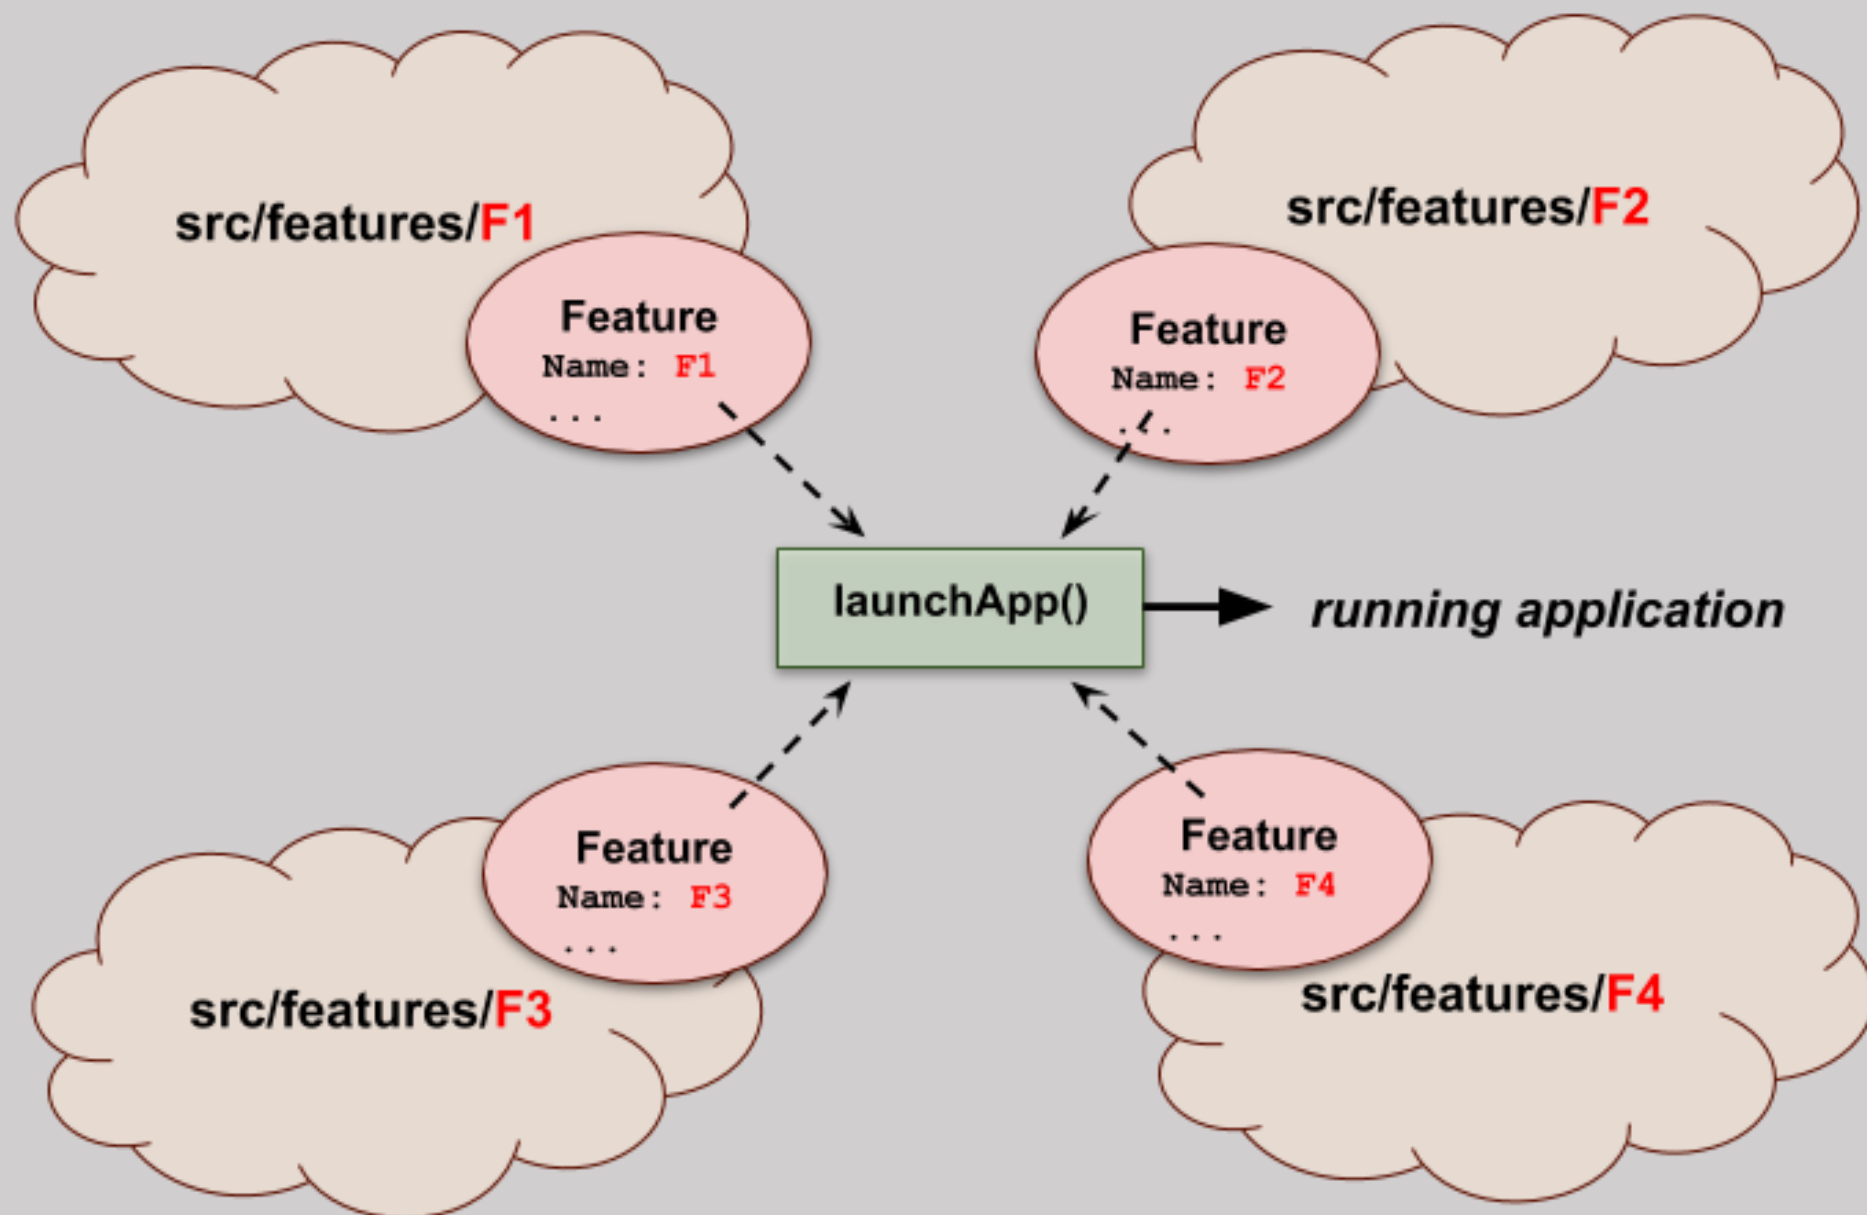 src/features/F1
Feature
Name: F1
...
src/features/F2
Feature
Name: F2
...
launchApp()
running application
Feature
Name: F3
...
src/features/F3
Feature
Name: F4
...
src/features/F4